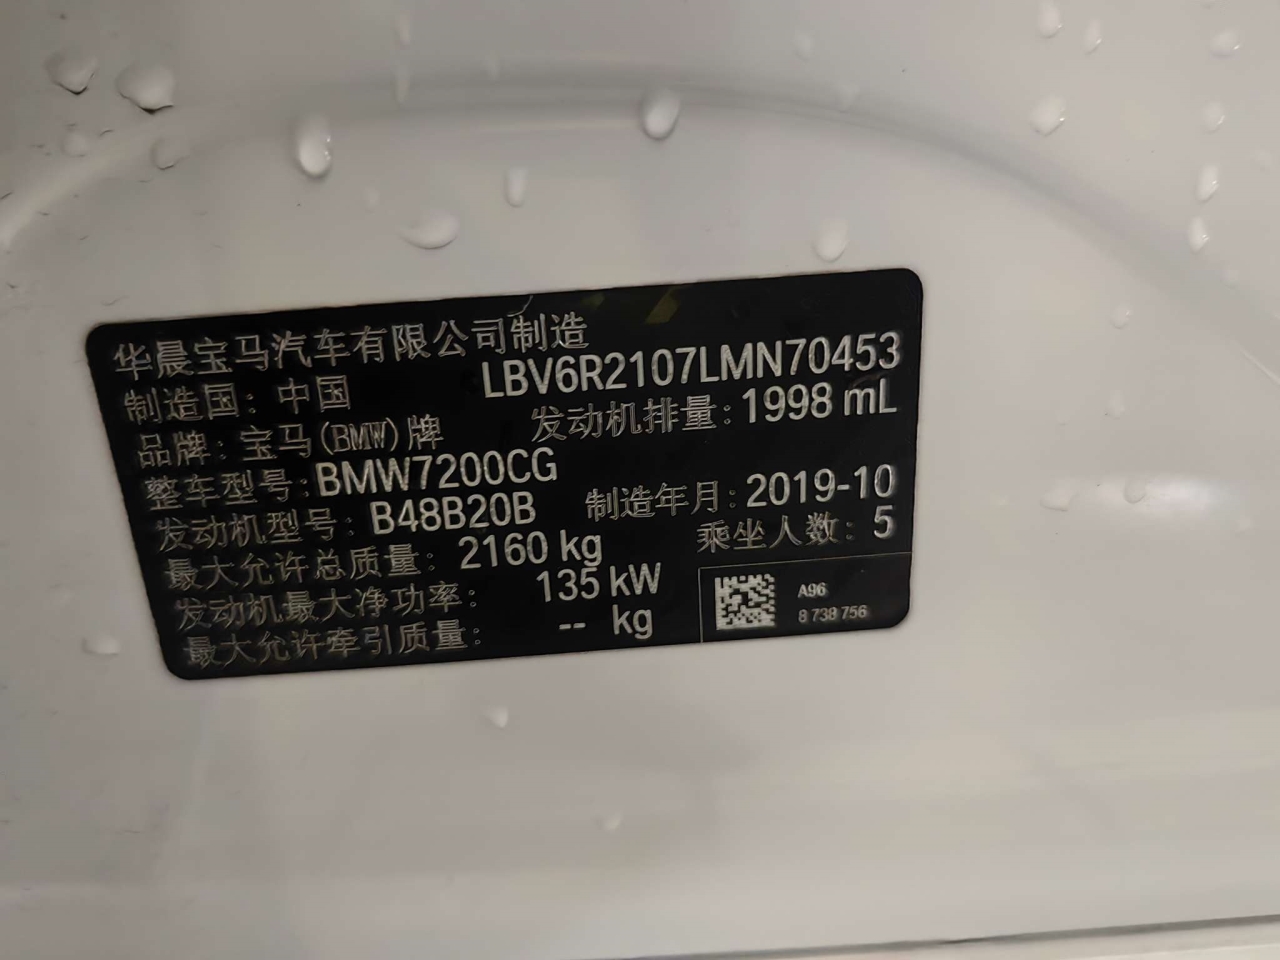 华晨宝马汽车有限公司制造
制造国：中国 LBV6R2107LMN70453
品牌：宝马(BMW)牌 发动机排量：1998 mL
整车型号：BMW7200CG
发动机型号：B48B20B 制造年月：2019-10
最大允许总质量：2160 kg 乘坐人数：5
发动机最大净功率：135 kW
最大允许牵引质量：-- kg
A96
8 738 756